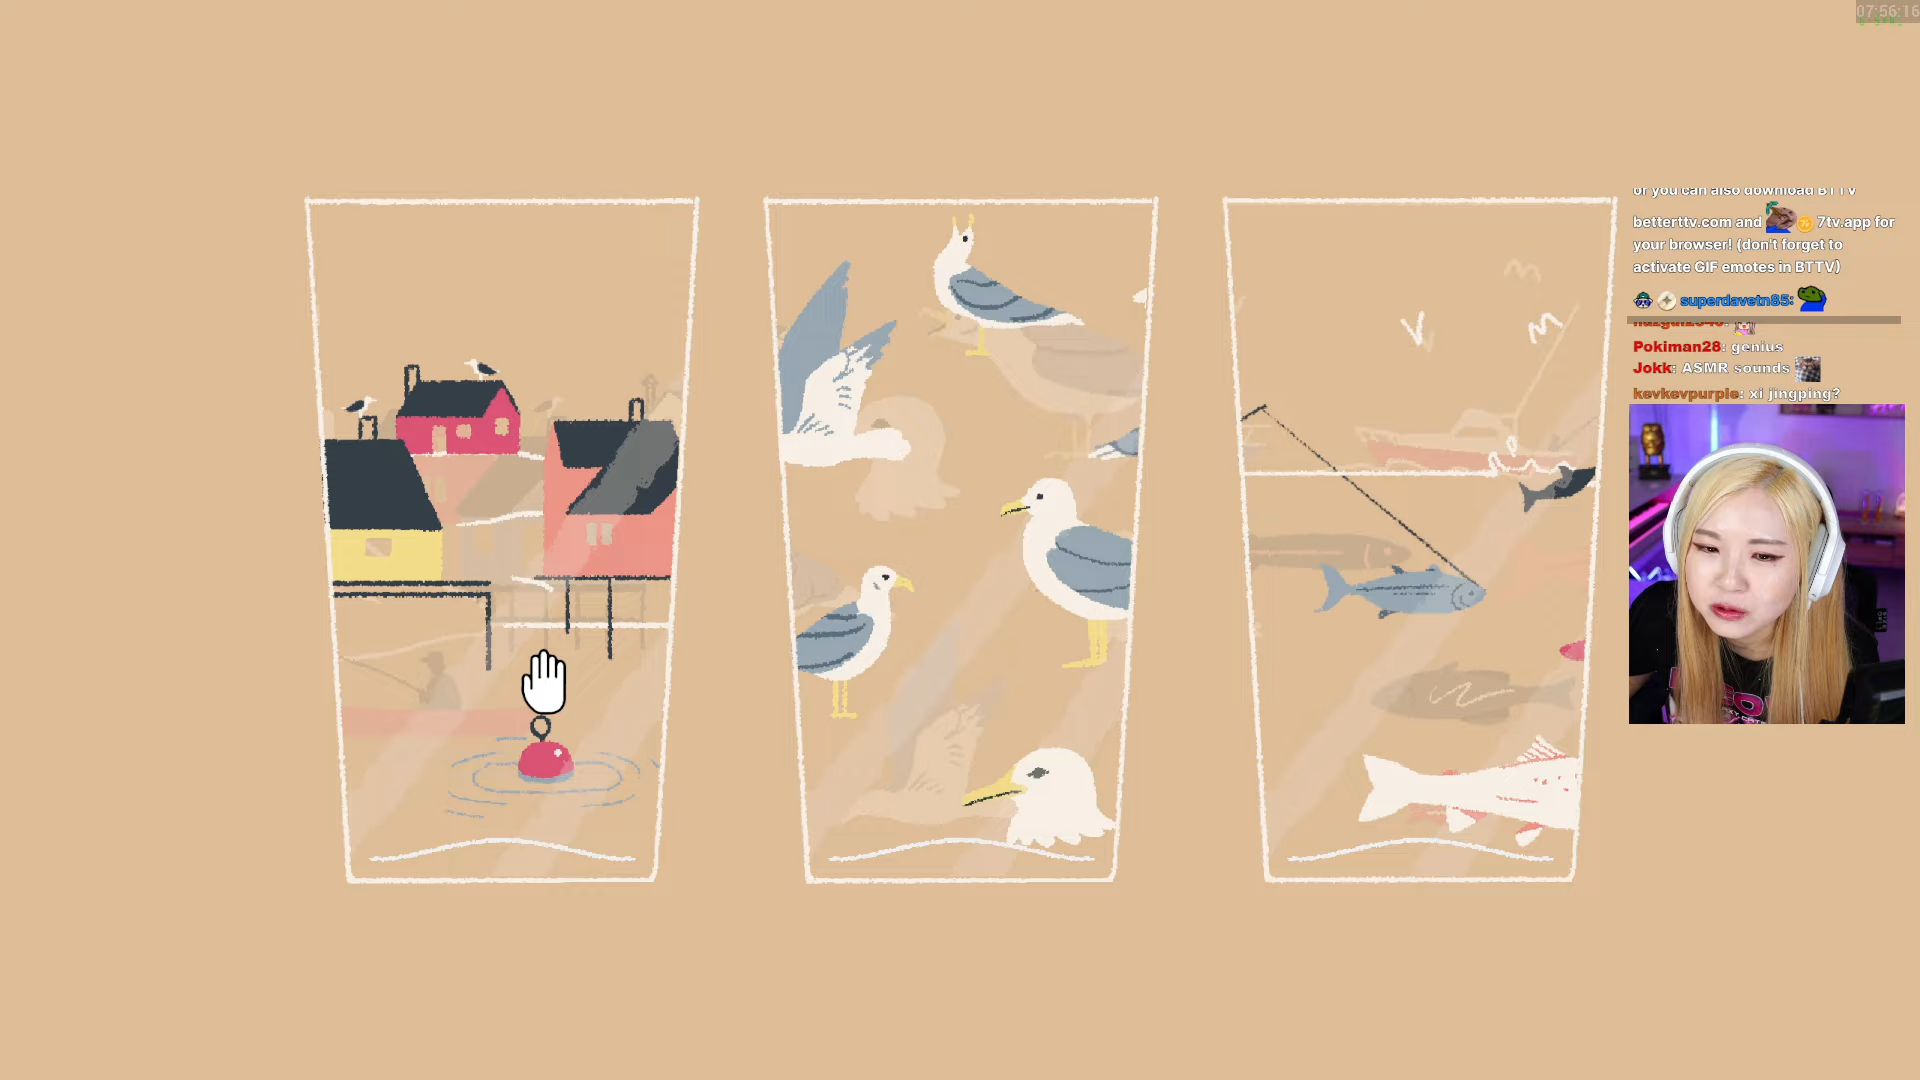 07:56:16
or you can also download BTTV
betterttv.com and 7tv.app for
your browser! (don't forget to
activate GIF emotes in BTTV)
superdavetn85:
Pokiman28: genius
Jokk: ASMR sounds
kevkevpurple: xi jingping?